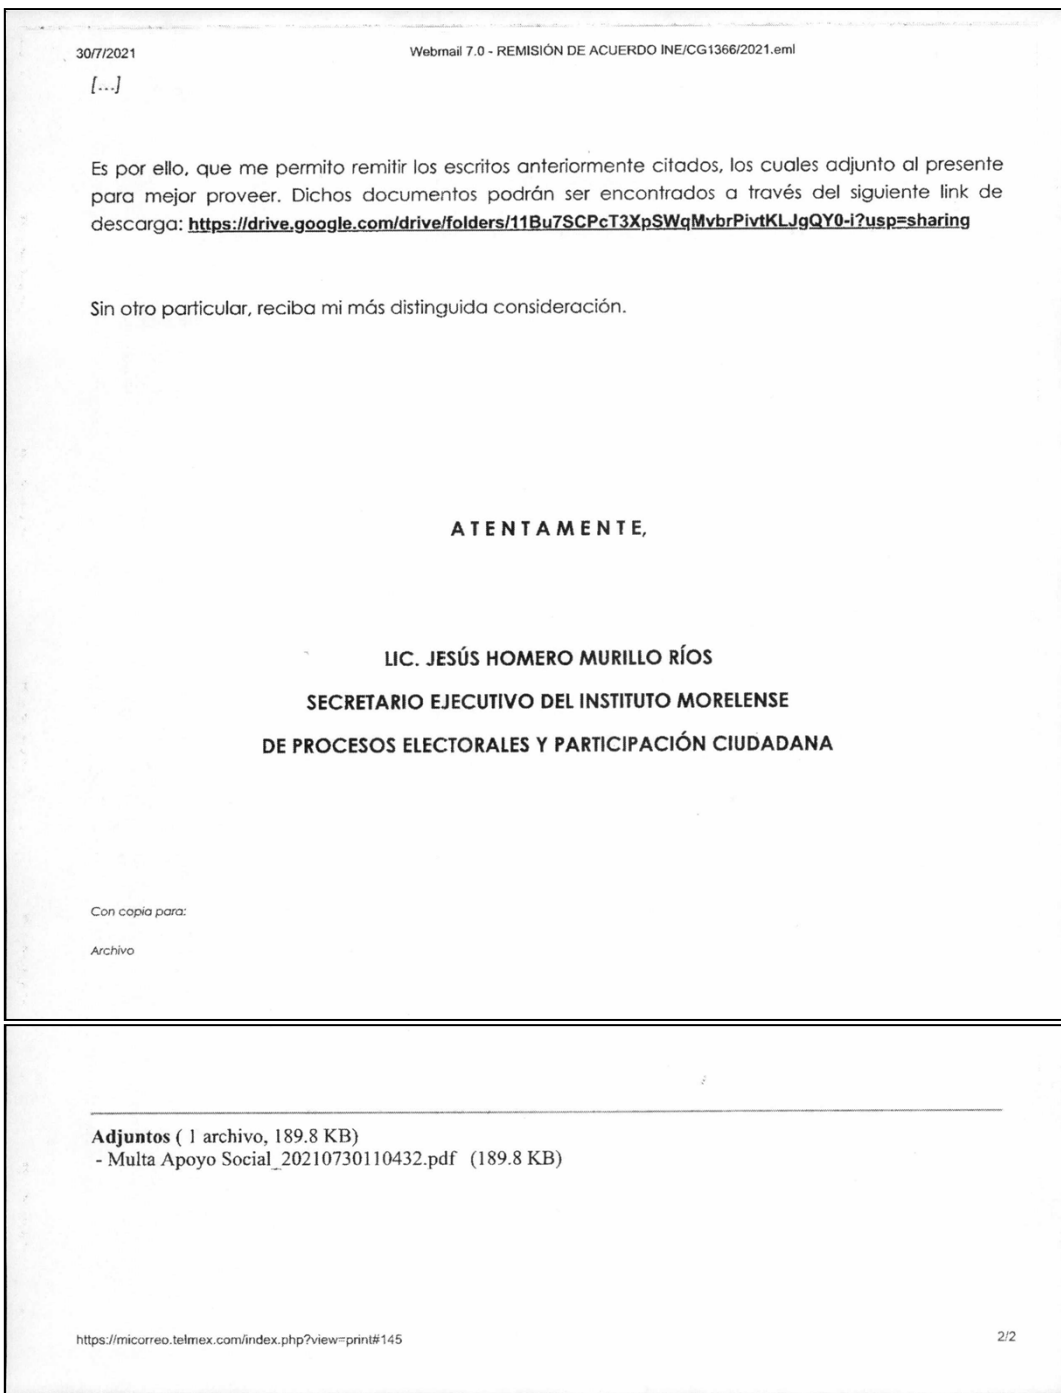 30/7/2021 Webmail 7.0 - REMISIÓN DE ACUERDO INE/CG1366/2021.eml
[...]
Es por ello, que me permito remitir los escritos anteriormente citados, los cuales adjunto al presente
para mejor proveer. Dichos documentos podrán ser encontrados a través del siguiente link de
descarga: https://drive.google.com/drive/folders/11Bu7SCPcT3XpSWqMvbrPivtKLJgQY0-i?usp=sharing
Sin otro particular, reciba mi más distinguida consideración.
A T E N T A M E N T E,
LIC. JESÚS HOMERO MURILLO RÍOS
SECRETARIO EJECUTIVO DEL INSTITUTO MORELENSE
DE PROCESOS ELECTORALES Y PARTICIPACIÓN CIUDADANA
Con copia para:
Archivo
Adjuntos ( 1 archivo, 189.8 KB)
- Multa Apoyo Social_20210730110432.pdf (189.8 KB)
https://micorreo.telmex.com/index.php?view=print#145 2/2